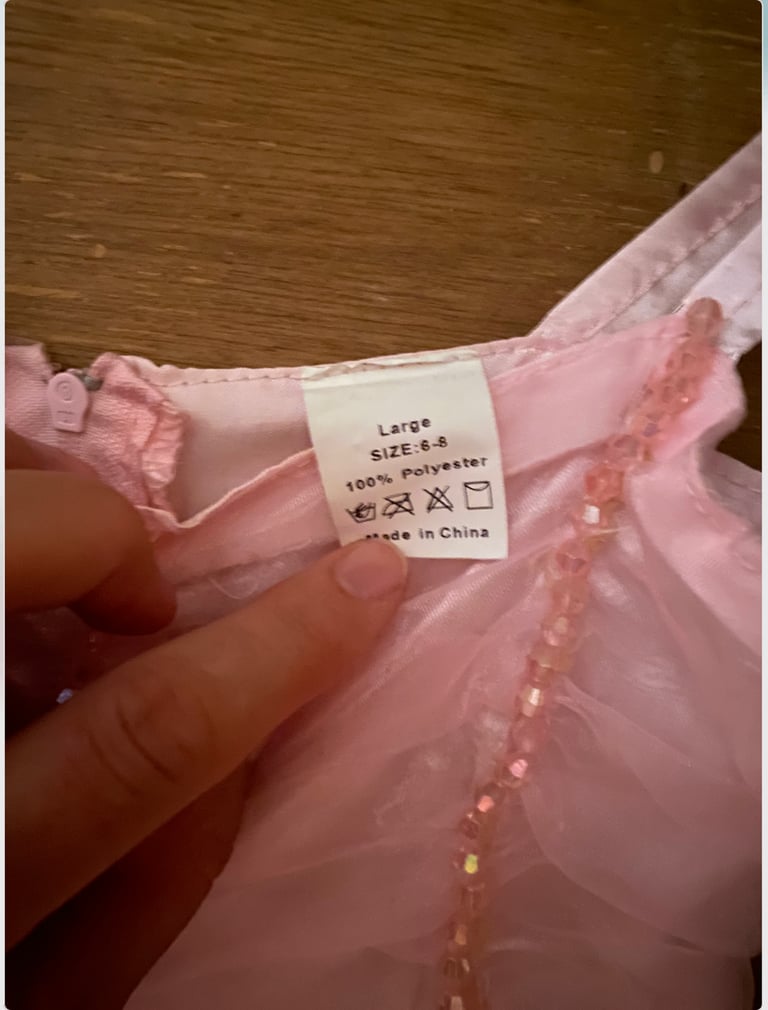 Large
SIZE:6-8
100% Polyester
Made in China